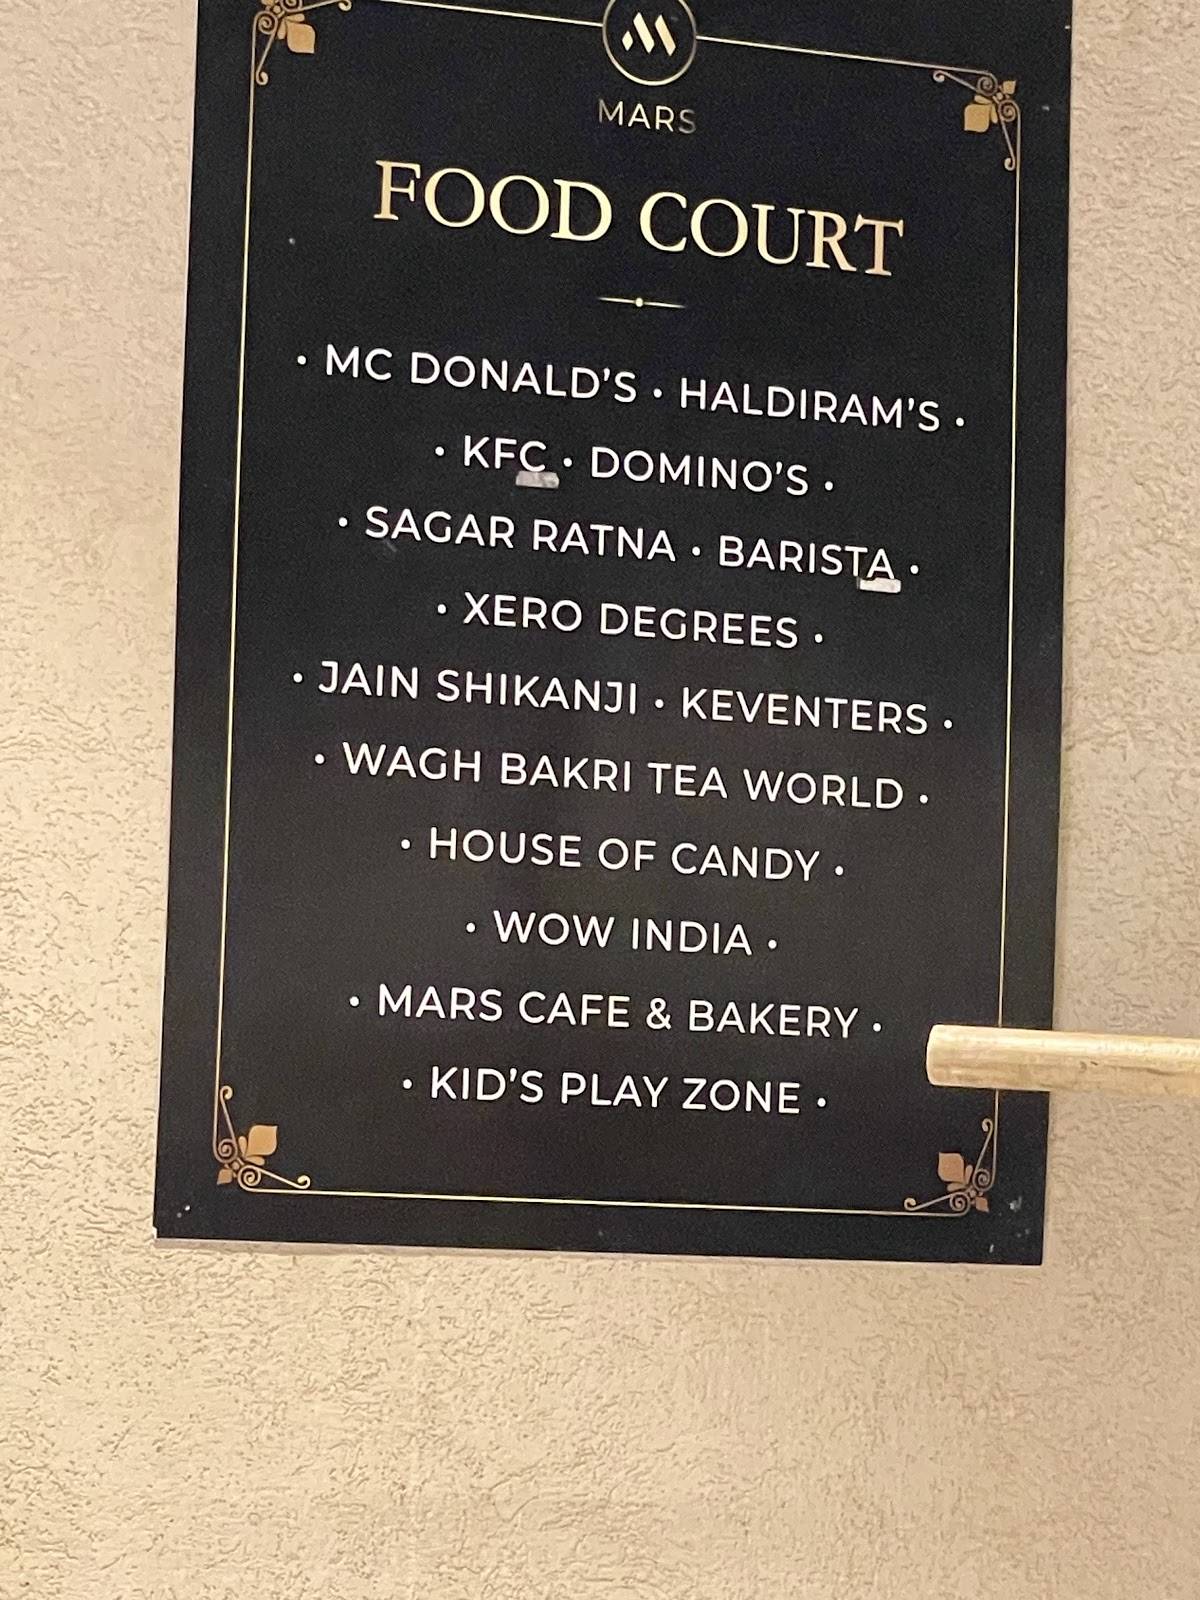 MARS
FOOD COURT
• MC DONALD'S • HALDIRAM'S •
• KFC • DOMINO'S •
• SAGAR RATNA • BARISTA •
• XERO DEGREES •
• JAIN SHIKANJI • KEVENTERS •
• WAGH BAKRI TEA WORLD •
• HOUSE OF CANDY •
• WOW INDIA •
• MARS CAFE & BAKERY •
• KID'S PLAY ZONE •